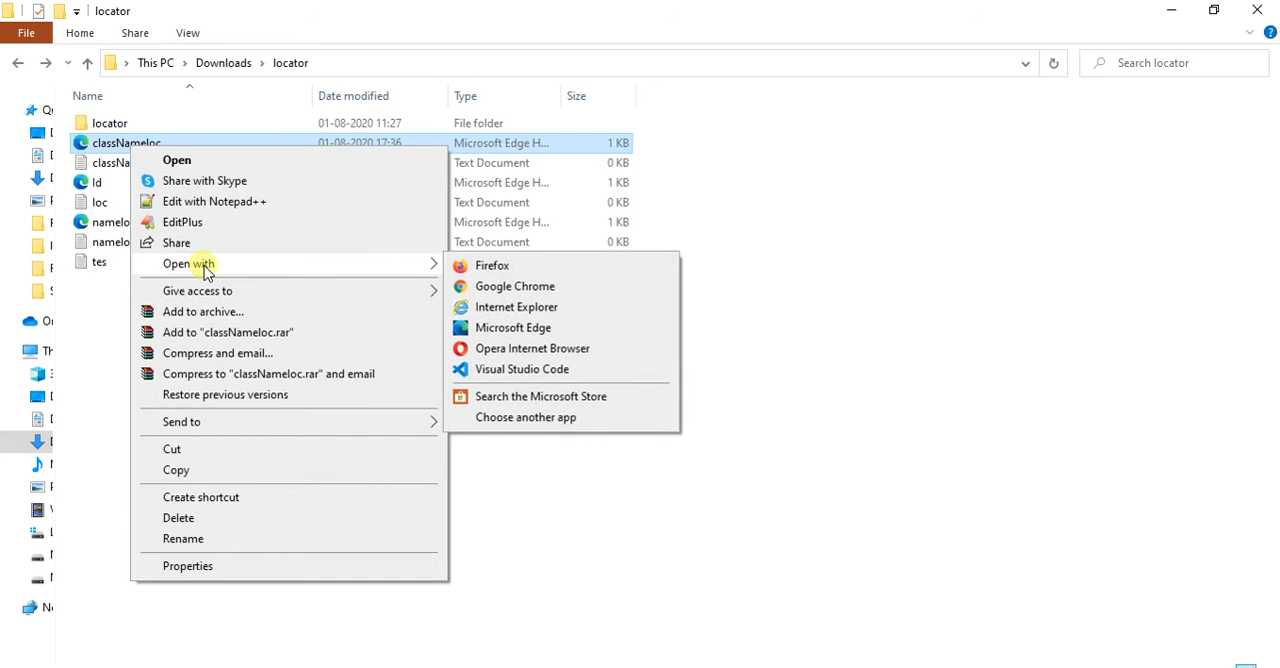 locator
File Home Share View
This PC Downloads locator
Search locator
Name Date modified Type Size
locator 01-08-2020 11:27 File folder
classNameloc 01-08-2020 17:36 Microsoft Edge H... 1 KB
classNa Text Document 0 KB
Id Microsoft Edge H... 1 KB
loc Text Document 0 KB
namelo Microsoft Edge H... 1 KB
namelo Text Document 0 KB
tes 0 KB
Open
Share with Skype
Edit with Notepad++
EditPlus
Share
Open with
Give access to
Add to archive...
Add to "classNameloc.rar"
Compress and email...
Compress to "classNameloc.rar" and email
Restore previous versions
Send to
Cut
Copy
Create shortcut
Delete
Rename
Properties
Firefox
Google Chrome
Internet Explorer
Microsoft Edge
Opera Internet Browser
Visual Studio Code
Search the Microsoft Store
Choose another app